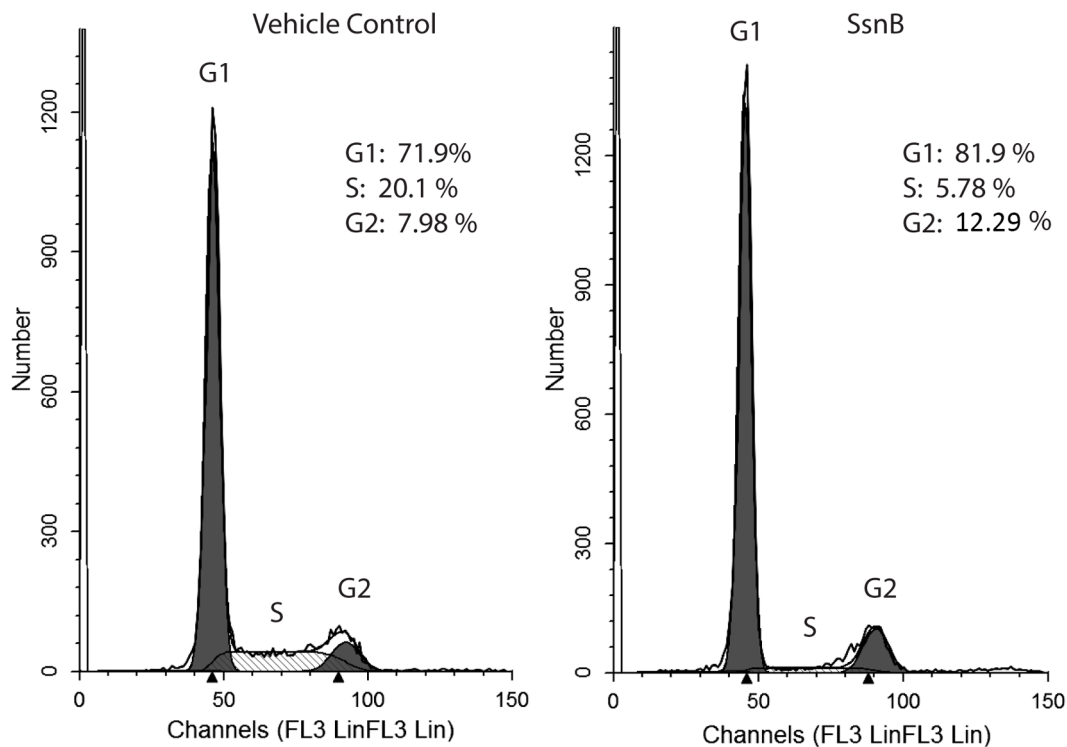 Vehicle Control
G1
G1: 71.9%
S: 20.1 %
G2: 7.98 %
S
G2
Number
0
300
600
900
1200
0
50
100
150
Channels (FL3 LinFL3 Lin)
SsnB
G1
G1: 81.9 %
S: 5.78 %
G2: 12.29 %
S
G2
Number
0
300
600
900
1200
0
50
100
150
Channels (FL3 LinFL3 Lin)